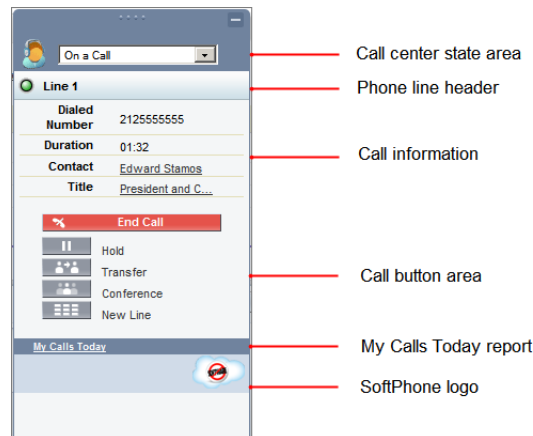 On a Call
Call center state area
Line 1
Phone line header
Dialed Number 2125555555
Duration 01:32
Call information
Contact Edward Stamos
Title President and C...
End Call
Hold
Transfer
Call button area
Conference
New Line
My Calls Today
My Calls Today report
SoftPhone logo